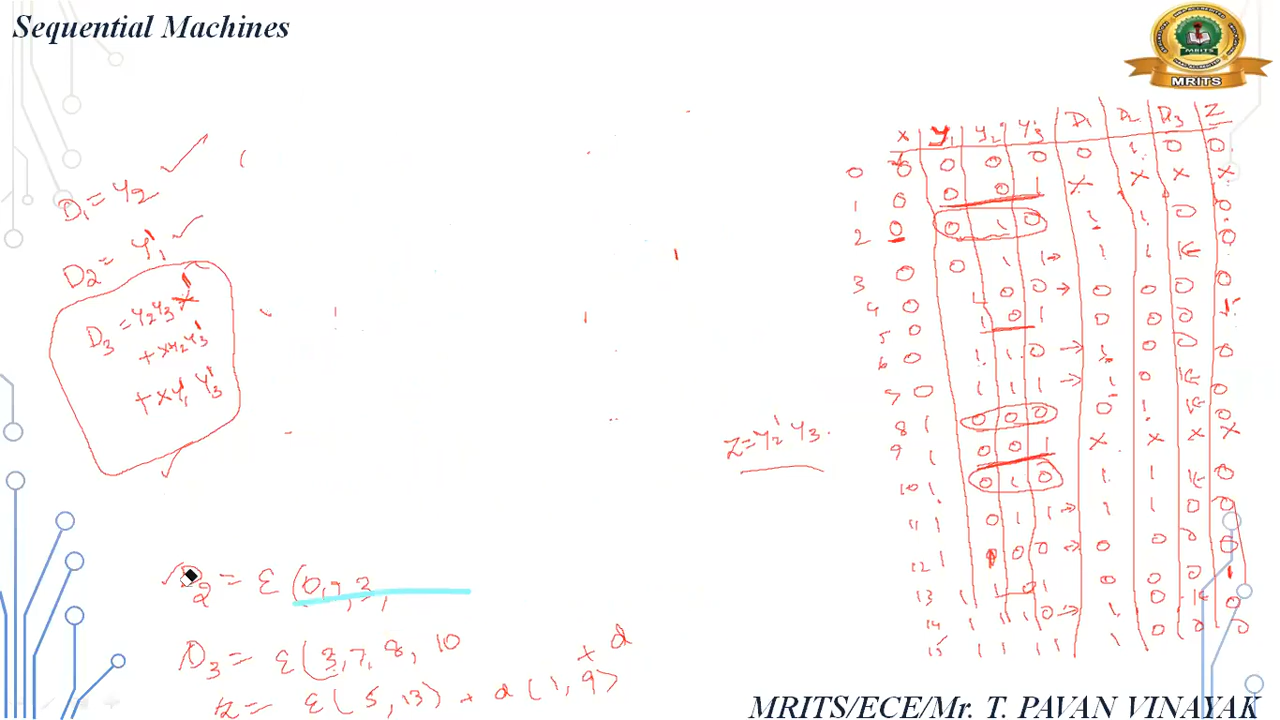 Sequential Machines
MRITS
D1 = Y2
D2 = Y1'
D3 = Y2Y3X'
+ XY2Y3'
+ XY1'Y3'
Z = Y2'Y3.
x y1 Y2 Y3 D1 D2 D3 Z
0 0 0 0 0 0 1 0 0
1 0 0 0 1 X X X X
2 0 0 1 0 1 1 0 0
3 0 0 1 1 1 1 1 0
4 0 1 0 0 0 0 0 0
5 0 1 0 1 0 0 0 1
6 0 1 1 0 1 0 0 0
7 0 1 1 1 1 0 1 0
8 1 0 0 0 0 1 1 0
9 1 0 0 1 X X X X
10 1 0 1 0 1 1 1 0
11 1 0 1 1 1 1 0 0
12 1 1 0 0 0 0 0 0
13 1 1 0 1 0 0 0 1
14 1 1 1 0 1 0 1 0
15 1 1 1 1 1 0 0 0
D2 = Σ(0, 2, 3,
D3 = Σ(3, 7, 8, 10 + d
Z = Σ(5, 13) + d(1, 9)
MRITS/ECE/Mr. T. PAVAN VINAYAK